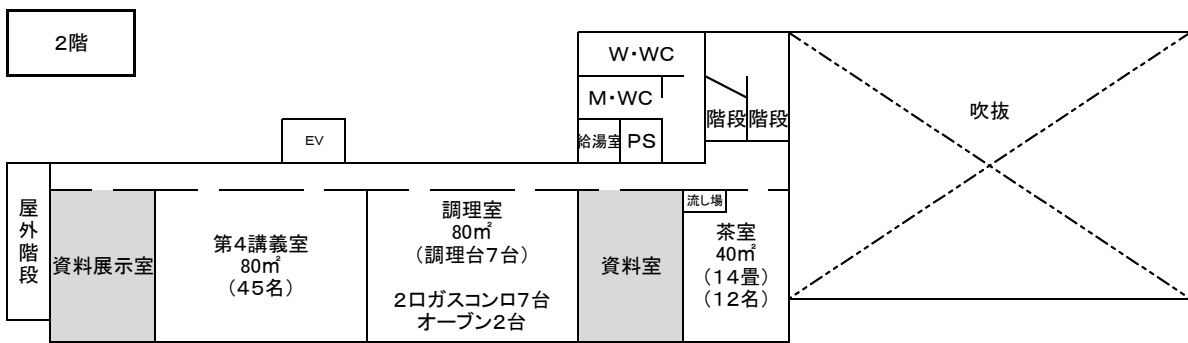 2階
W・WC
M・WC
階段
階段
吹抜
EV
給湯室
PS
屋外階段
資料展示室
第4講義室
80㎡
(45名)
調理室
80㎡
(調理台7台)
2口ガスコンロ7台
オーブン2台
資料室
流し場
茶室
40㎡
(14畳)
(12名)